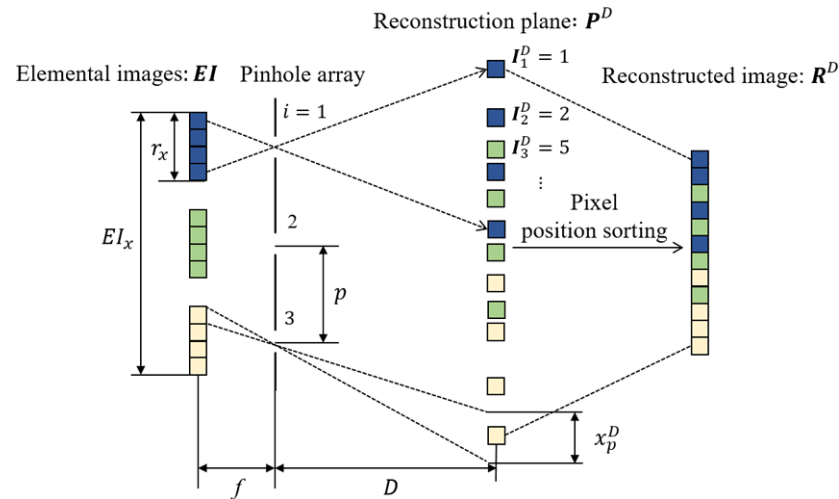 Reconstruction plane: P^D
Elemental images: EI
Pinhole array
Reconstructed image: R^D
i = 1
I_1^D = 1
I_2^D = 2
I_3^D = 5
⋮
r_x
EI_x
2
p
3
Pixel
position sorting
x_p^D
f
D